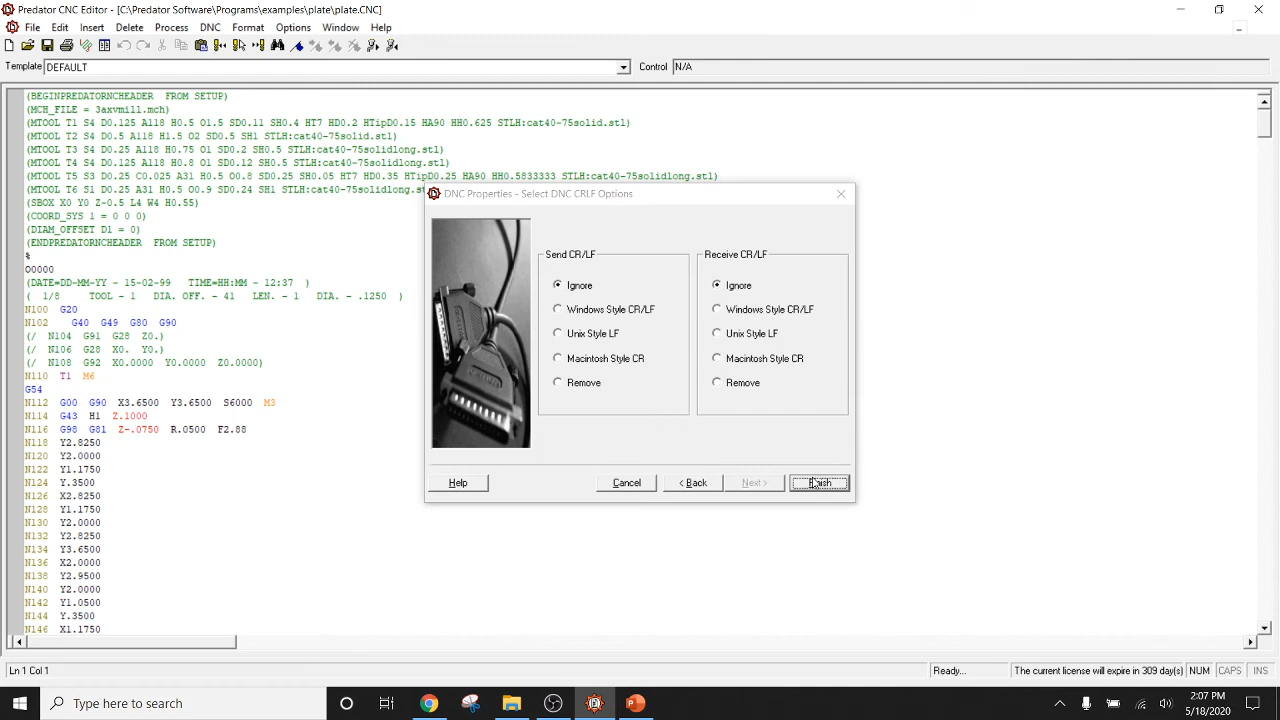 Predator CNC Editor - [C:\Predator Software\Programs\examples\plate\plate.CNC]
File Edit Insert Delete Process DNC Format Options Window Help
Template DEFAULT Control N/A
(BEGINPREDATORNCHEADER FROM SETUP)
(MCH_FILE = 3axvmill.mch)
(MTOOL T1 S4 D0.125 A118 H0.5 O1.5 SD0.11 SH0.4 HT7 HD0.2 HTipD0.15 HA90 HH0.625 STLH:cat40-75solid.stl)
(MTOOL T2 S4 D0.5 A118 H1.5 O2 SD0.5 SH1 STLH:cat40-75solid.stl)
(MTOOL T3 S4 D0.25 A118 H0.75 O1 SD0.2 SH0.5 STLH:cat40-75solidlong.stl)
(MTOOL T4 S4 D0.125 A118 H0.8 O1 SD0.12 SH0.5 STLH:cat40-75solidlong.stl)
(MTOOL T5 S3 D0.25 C0.025 A31 H0.5 O0.8 SD0.25 SH0.05 HT7 HD0.35 HTipD0.25 HA90 HH0.5833333 STLH:cat40-75solidlong.stl)
(MTOOL T6 S1 D0.25 A31 H0.5 O0.9 SD0.24 SH1 STLH:cat40-75solidlong.st
(SBOX X0 Y0 Z-0.5 L4 W4 H0.55)
(COORD_SYS 1 = 0 0 0)
(DIAM_OFFSET D1 = 0)
(ENDPREDATORNCHEADER FROM SETUP)
%
O0000
(DATE=DD-MM-YY - 15-02-99 TIME=HH:MM - 12:37 )
( 1/8 TOOL - 1 DIA. OFF. - 41 LEN. - 1 DIA. - .1250 )
N100 G20
N102 G40 G49 G80 G90
(/ N104 G91 G28 Z0.)
(/ N106 G28 X0. Y0.)
(/ N108 G92 X0.0000 Y0.0000 Z0.0000)
N110 T1 M6
G54
N112 G00 G90 X3.6500 Y3.6500 S6000 M3
N114 G43 H1 Z.1000
N116 G98 G81 Z-.0750 R.0500 F2.88
N118 Y2.8250
N120 Y2.0000
N122 Y1.1750
N124 Y.3500
N126 X2.8250
N128 Y1.1750
N130 Y2.0000
N132 Y2.8250
N134 Y3.6500
N136 X2.0000
N138 Y2.9500
N140 Y2.0000
N142 Y1.0500
N144 Y.3500
N146 X1.1750
DNC Properties - Select DNC CRLF Options
Send CR/LF
Ignore
Windows Style CR/LF
Unix Style LF
Macintosh Style CR
Remove
Receive CR/LF
Ignore
Windows Style CR/LF
Unix Style LF
Macintosh Style CR
Remove
Help Cancel < Back Next > Finish
Ln 1 Col 1 Ready... The current license will expire in 309 day(s) NUM CAPS INS
Type here to search
2:07 PM
5/18/2020